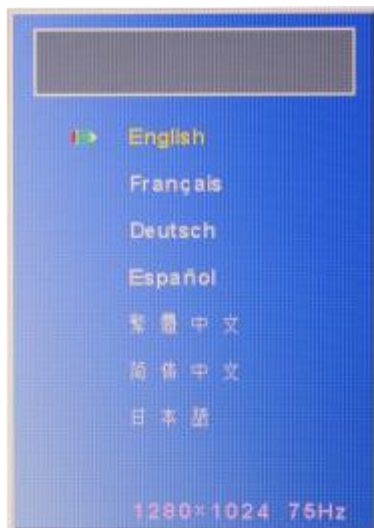 English
Français
Deutsch
Español
繁體中文
简体中文
日本語
1280×1024 75Hz